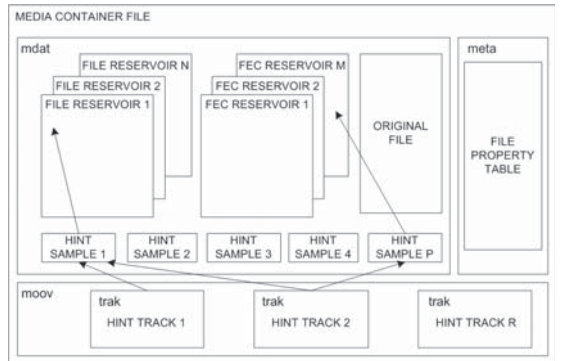 MEDIA CONTAINER FILE
mdat
FILE RESERVOIR N
FILE RESERVOIR 2
FILE RESERVOIR 1
FEC RESERVOIR M
FEC RESERVOIR 2
FEC RESERVOIR 1
ORIGINAL
FILE
meta
FILE
PROPERTY
TABLE
HINT
SAMPLE 1
HINT
SAMPLE 2
HINT
SAMPLE 3
HINT
SAMPLE 4
HINT
SAMPLE P
moov
trak
HINT TRACK 1
trak
HINT TRACK 2
trak
HINT TRACK R